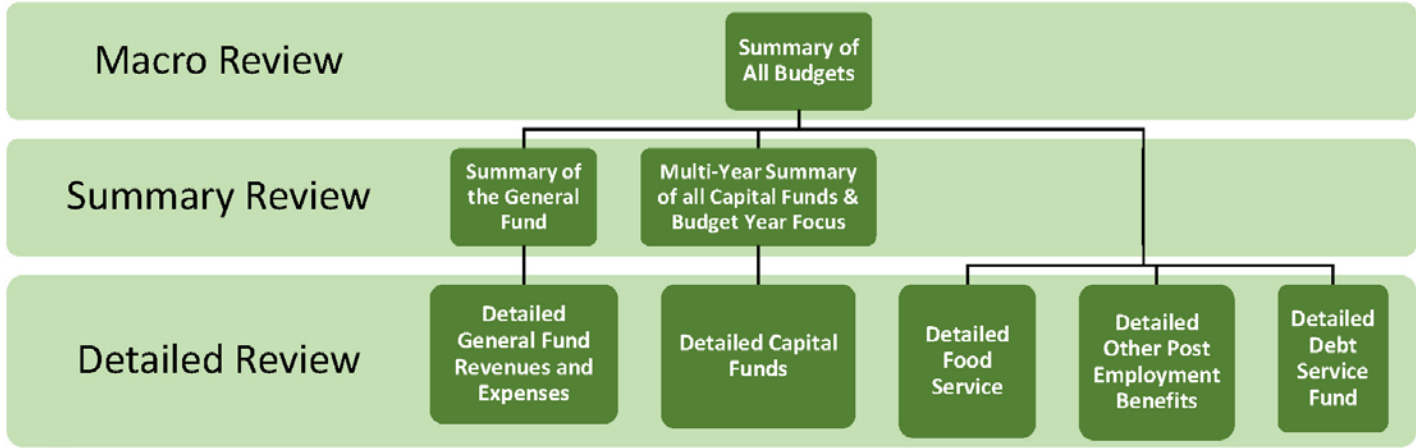 Macro Review
Summary of
All Budgets
Summary Review
Summary of
the General
Fund
Multi-Year Summary
of all Capital Funds &
Budget Year Focus
Detailed Review
Detailed
General Fund
Revenues and
Expenses
Detailed Capital
Funds
Detailed
Food
Service
Detailed
Other Post
Employment
Benefits
Detailed
Debt
Service
Fund